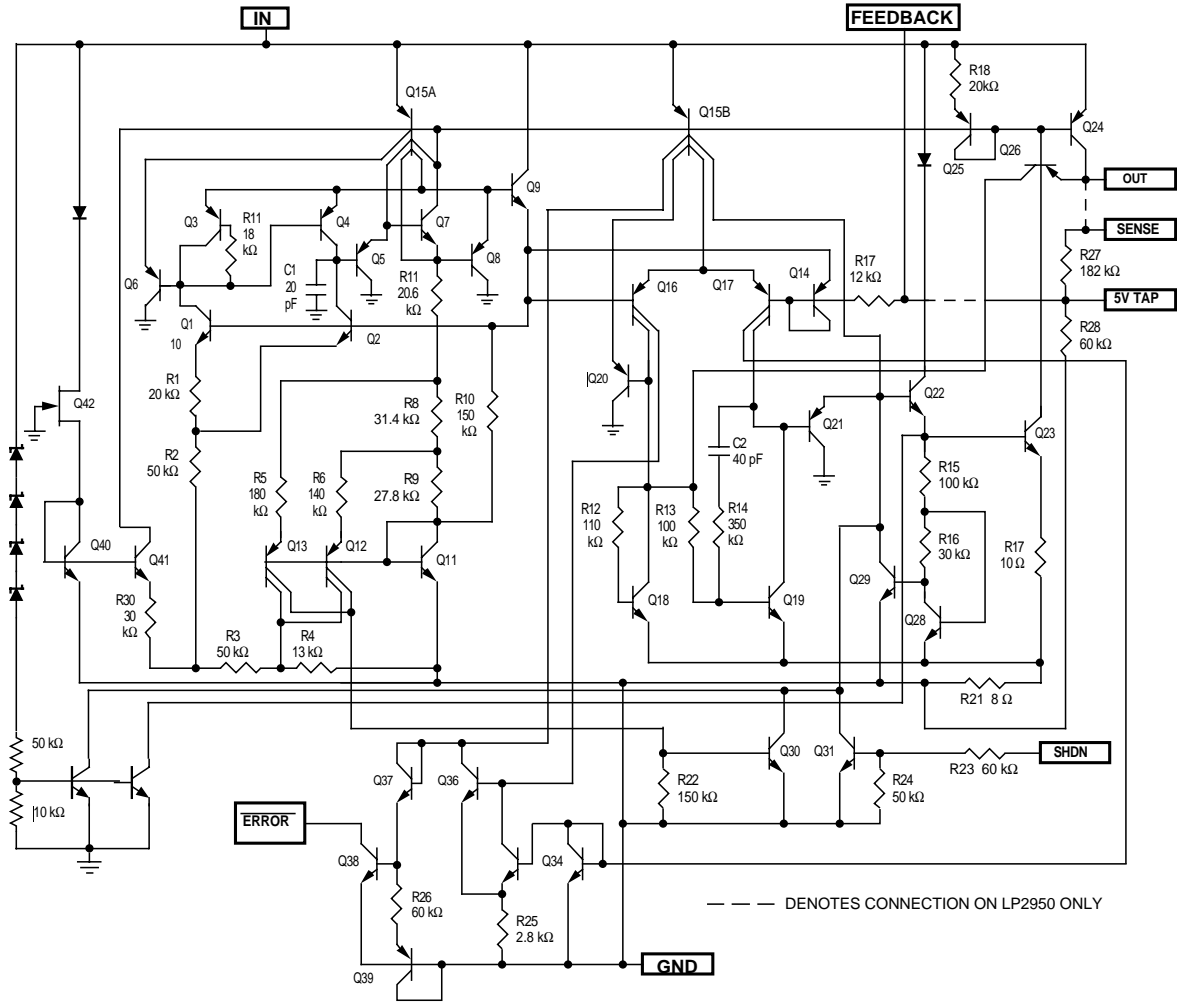 IN
FEEDBACK
R18
20kΩ
Q15A
Q15B
Q24
Q26
Q25
OUT
Q9
Q3
R11
18
kΩ
Q4
Q7
SENSE
Q5
Q8
Q6
C1
20
pF
R11
20.6
kΩ
Q16
Q17
Q14
R17
12 kΩ
R27
182 kΩ
5V TAP
Q1
10
Q2
R28
60 kΩ
R1
20 kΩ
Q20
Q22
Q42
R8
31.4 kΩ
R10
150
kΩ
Q21
Q23
R2
50 kΩ
C2
40 pF
R5
180
kΩ
R6
140
kΩ
R9
27.8 kΩ
R15
100 kΩ
R12
110
kΩ
R13
100
kΩ
R14
350
kΩ
R16
30 kΩ
R17
10 Ω
Q40
Q41
Q13
Q12
Q11
Q29
Q18
Q19
Q28
R30
30
kΩ
R3
50 kΩ
R4
13 kΩ
R21 8 Ω
50 kΩ
10 kΩ
Q37
Q36
R22
150 kΩ
Q30
Q31
R24
50 kΩ
R23 60 kΩ
SHDN
ERROR
Q38
Q34
R26
60 kΩ
R25
2.8 kΩ
DENOTES CONNECTION ON LP2950 ONLY
Q39
GND